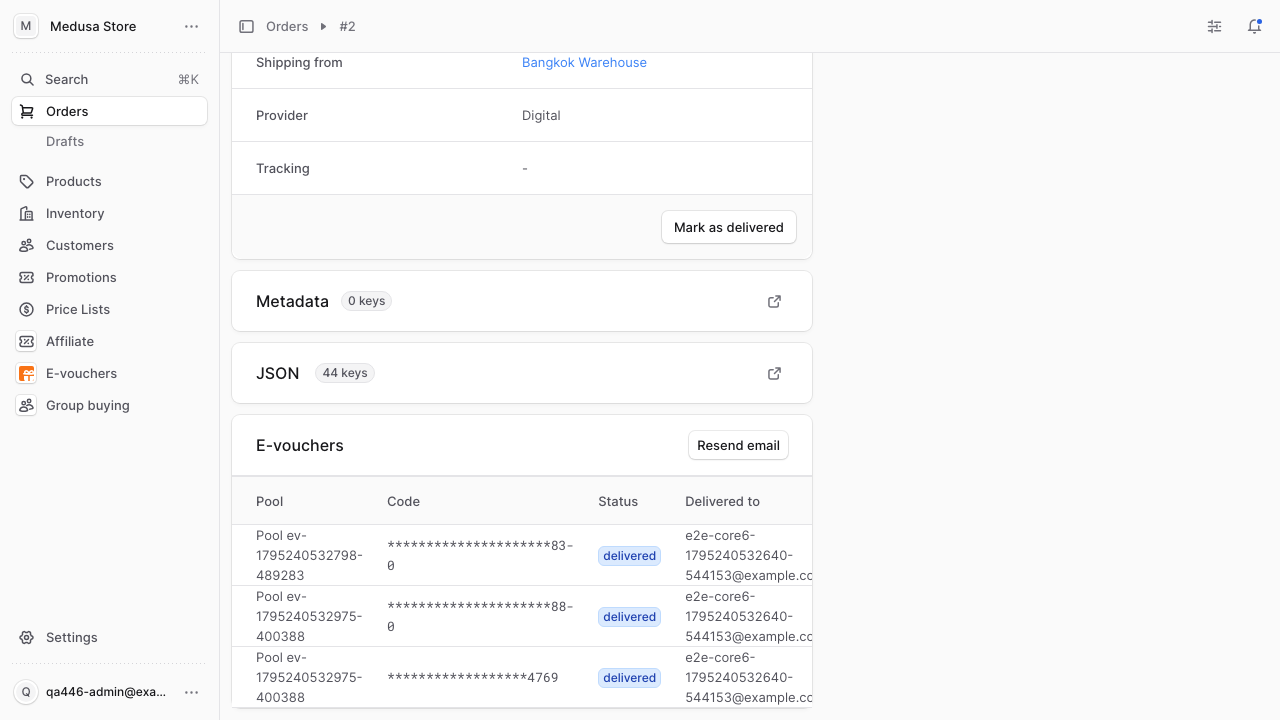 M
Medusa Store
Orders
#2
Search
⌘K
Orders
Drafts
Products
Inventory
Customers
Promotions
Price Lists
Affiliate
E-vouchers
Group buying
Settings
Q
qa446-admin@exa...
Shipping from
Bangkok Warehouse
Provider
Digital
Tracking
-
Mark as delivered
Metadata
0 keys
JSON
44 keys
E-vouchers
Resend email
Pool
Code
Status
Delivered to
Pool ev-
1795240532798-
489283
*********************83-
0
delivered
e2e-core6-
1795240532640-
544153@example.co
Pool ev-
1795240532975-
400388
*********************88-
0
delivered
e2e-core6-
1795240532640-
544153@example.co
Pool ev-
1795240532975-
400388
******************4769
delivered
e2e-core6-
1795240532640-
544153@example.co